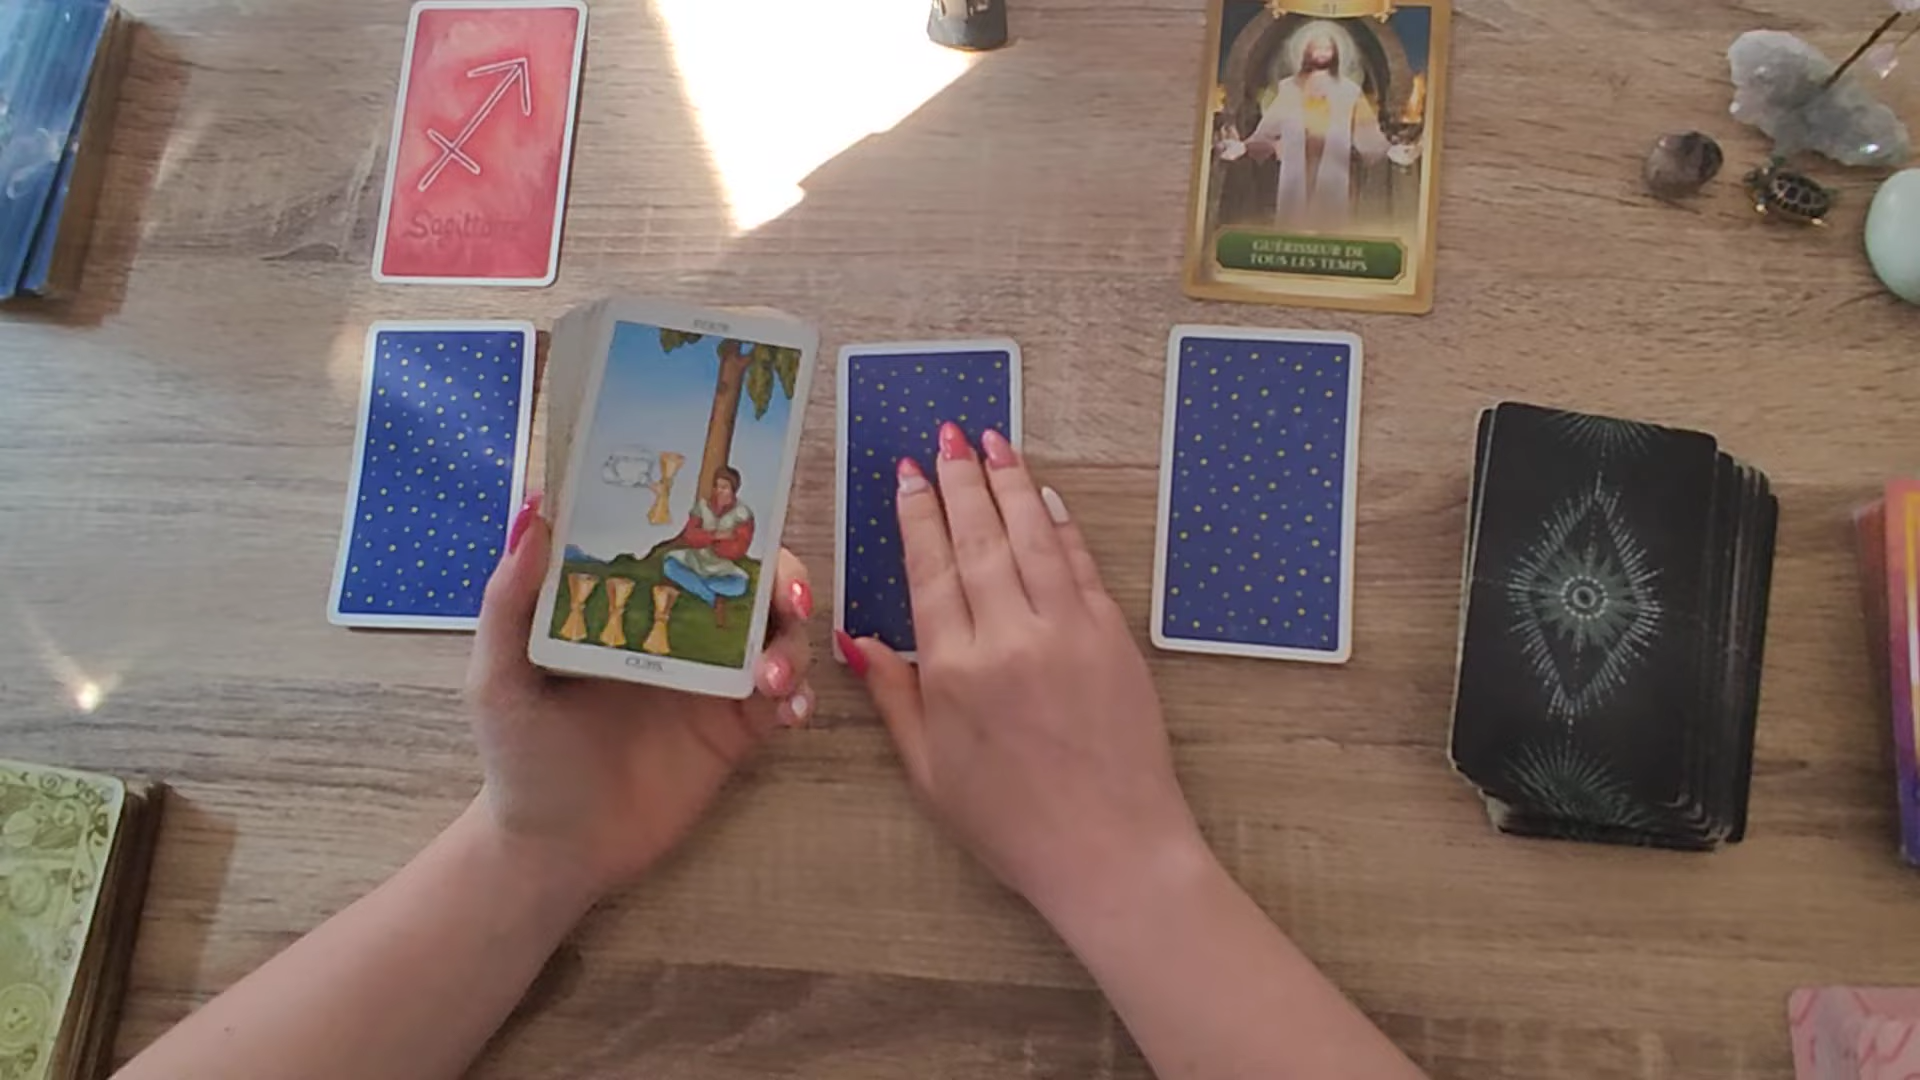 Sagittaire
GUÉRISSEUR DE
TOUS LES TEMPS
FOUR
CUPS